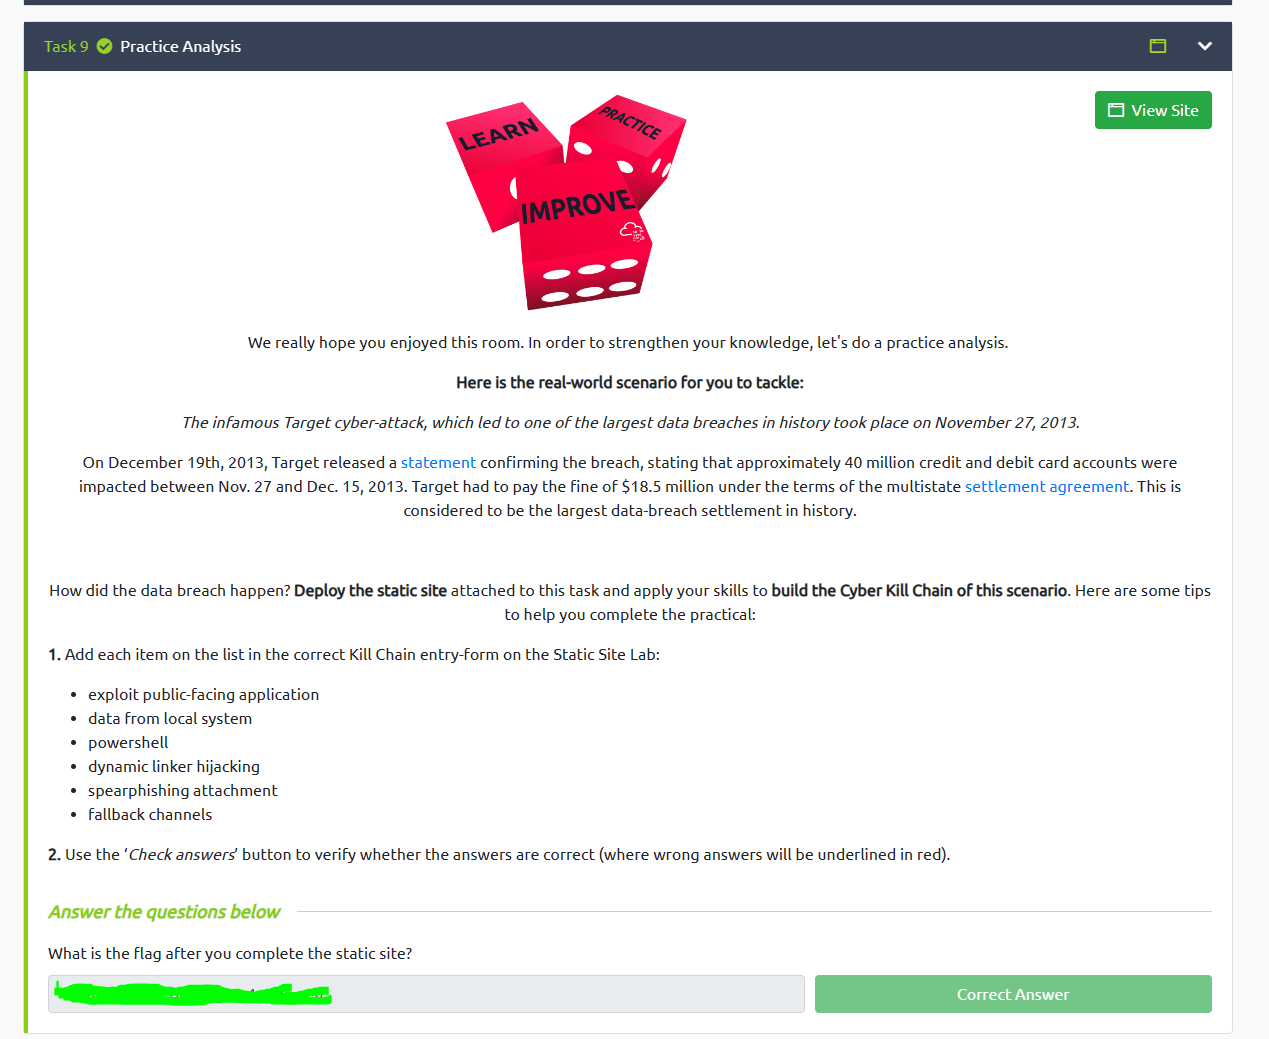 Task 9 Practice Analysis
View Site
LEARN
PRACTICE
IMPROVE
We really hope you enjoyed this room. In order to strengthen your knowledge, let's do a practice analysis.
Here is the real-world scenario for you to tackle:
The infamous Target cyber-attack, which led to one of the largest data breaches in history took place on November 27, 2013.
On December 19th, 2013, Target released a statement confirming the breach, stating that approximately 40 million credit and debit card accounts were
impacted between Nov. 27 and Dec. 15, 2013. Target had to pay the fine of $18.5 million under the terms of the multistate settlement agreement. This is
considered to be the largest data-breach settlement in history.
How did the data breach happen? Deploy the static site attached to this task and apply your skills to build the Cyber Kill Chain of this scenario. Here are some tips
to help you complete the practical:
1. Add each item on the list in the correct Kill Chain entry-form on the Static Site Lab:
• exploit public-facing application
• data from local system
• powershell
• dynamic linker hijacking
• spearphishing attachment
• fallback channels
2. Use the ‘Check answers’ button to verify whether the answers are correct (where wrong answers will be underlined in red).
Answer the questions below
What is the flag after you complete the static site?
Correct Answer